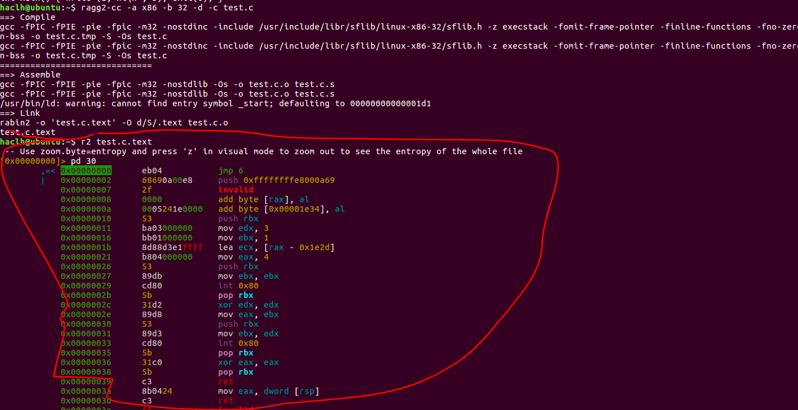 haclh@ubuntu:~$ ragg2-cc -a x86 -b 32 -d -c test.c
==> Compile
gcc -fPIC -fPIE -pie -fpic -m32 -nostdinc -include /usr/include/libr/sflib/linux-x86-32/sflib.h -z execstack -fomit-frame-pointer -finline-functions -fno-zero
n-bss -o test.c.tmp -S -Os test.c
gcc -fPIC -fPIE -pie -fpic -m32 -nostdinc -include /usr/include/libr/sflib/linux-x86-32/sflib.h -z execstack -fomit-frame-pointer -finline-functions -fno-zer
n-bss -o test.c.tmp -S -Os test.c
==============================
==> Assemble
gcc -fPIC -fPIE -pie -fpic -m32 -nostdlib -Os -o test.c.o test.c.s
gcc -fPIC -fPIE -pie -fpic -m32 -nostdlib -Os -o test.c.o test.c.s
/usr/bin/ld: warning: cannot find entry symbol _start; defaulting to 00000000000001d1
==> Link
rabin2 -o 'test.c.text' -O d/S/.text test.c.o
test.c.text
haclh@ubuntu:~$ r2 test.c.text
-- Use zoom.byte=entropy and press 'z' in visual mode to zoom out to see the entropy of the whole file
[0x00000000]> pd 30
,=< 0x00000000 eb04 jmp 6
| 0x00000002 68690a00e8 push 0xffffffffe8000a69
0x00000007 2f invalid
0x00000008 0000 add byte [rax], al
0x0000000a 0005241e0000 add byte [0x00001e34], al
0x00000010 53 push rbx
0x00000011 ba03000000 mov edx, 3
0x00000016 bb01000000 mov ebx, 1
0x0000001b 8d88d3e1ffff lea ecx, [rax - 0x1e2d]
0x00000021 b804000000 mov eax, 4
0x00000026 53 push rbx
0x00000027 89db mov ebx, ebx
0x00000029 cd80 int 0x80
0x0000002b 5b pop rbx
0x0000002c 31d2 xor edx, edx
0x0000002e 89d8 mov eax, ebx
0x00000030 53 push rbx
0x00000031 89d3 mov ebx, edx
0x00000033 cd80 int 0x80
0x00000035 5b pop rbx
0x00000036 31c0 xor eax, eax
0x00000038 5b pop rbx
0x00000039 c3 ret
0x0000003a 8b0424 mov eax, dword [rsp]
0x0000003d c3 ret